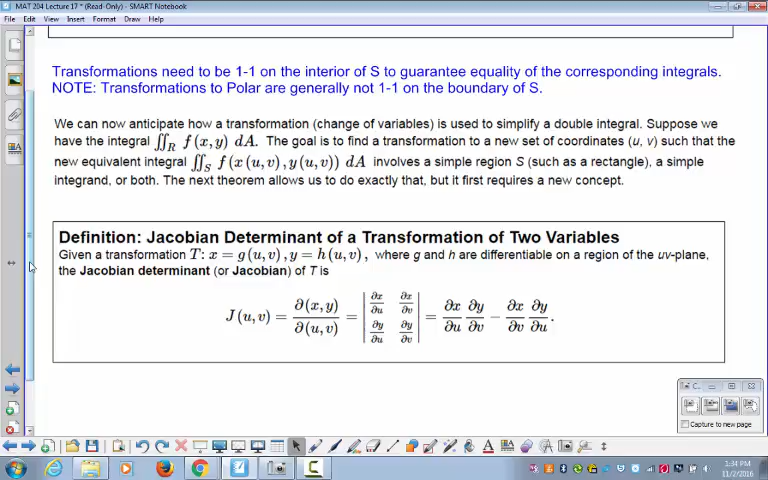 MAT 204 Lecture 17 * (Read-Only) - SMART Notebook
File Edit View Insert Format Draw Help
Transformations need to be 1-1 on the interior of S to guarantee equality of the corresponding integrals.
NOTE: Transformations to Polar are generally not 1-1 on the boundary of S.
We can now anticipate how a transformation (change of variables) is used to simplify a double integral. Suppose we
have the integral ∬_R f(x,y) dA. The goal is to find a transformation to a new set of coordinates (u, v) such that the
new equivalent integral ∬_S f(x(u,v), y(u,v)) dA involves a simple region S (such as a rectangle), a simple
integrand, or both. The next theorem allows us to do exactly that, but it first requires a new concept.
Definition: Jacobian Determinant of a Transformation of Two Variables
Given a transformation T: x = g(u,v), y = h(u,v), where g and h are differentiable on a region of the uv-plane,
the Jacobian determinant (or Jacobian) of T is
J(u,v) = ∂(x,y)/∂(u,v) = |∂x/∂u ∂x/∂v; ∂y/∂u ∂y/∂v| = ∂x/∂u ∂y/∂v − ∂x/∂v ∂y/∂u.
C..
Capture to new page
1:34 PM
11/2/2016